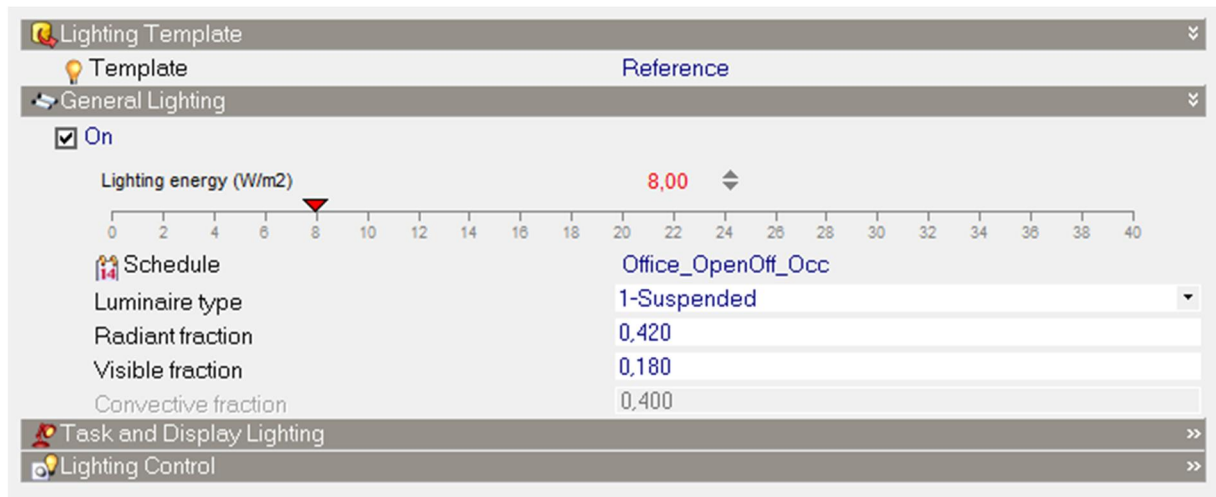 Lighting Template
Template Reference
General Lighting
On
Lighting energy (W/m2) 8,00
0 2 4 6 8 10 12 14 16 18 20 22 24 26 28 30 32 34 36 38 40
14 Schedule Office_OpenOff_Occ
Luminaire type 1-Suspended
Radiant fraction 0,420
Visible fraction 0,180
Convective fraction 0,400
Task and Display Lighting
Lighting Control